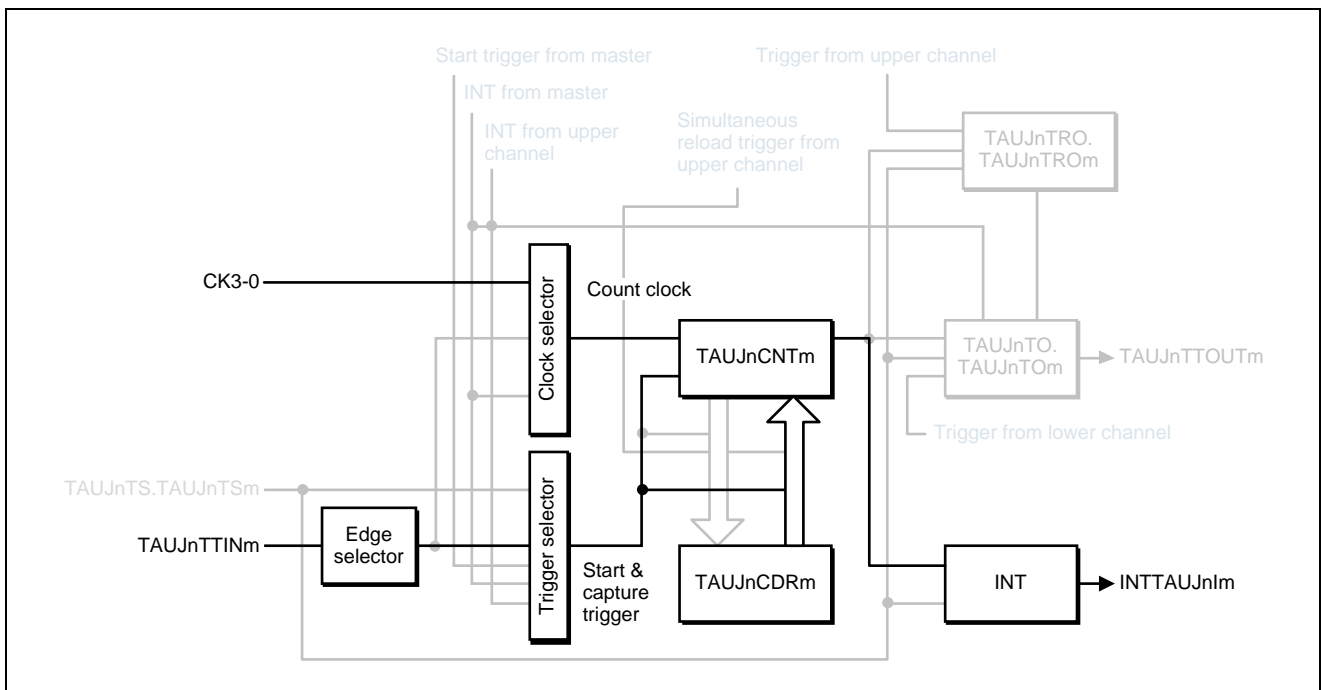 Start trigger from master
Trigger from upper channel
INT from master
INT from upper
channel
Simultaneous
reload trigger from
upper channel
TAUJnTRO.
TAUJnTROm
CK3-0
Clock selector
Count clock
TAUJnCNTm
TAUJnTO.
TAUJnTOm
TAUJnTTOUTm
Trigger from lower channel
TAUJnTS.TAUJnTSm
TAUJnTTINm
Edge
selector
Trigger selector
Start &
capture
trigger
TAUJnCDRm
INT
INTTAUJnIm